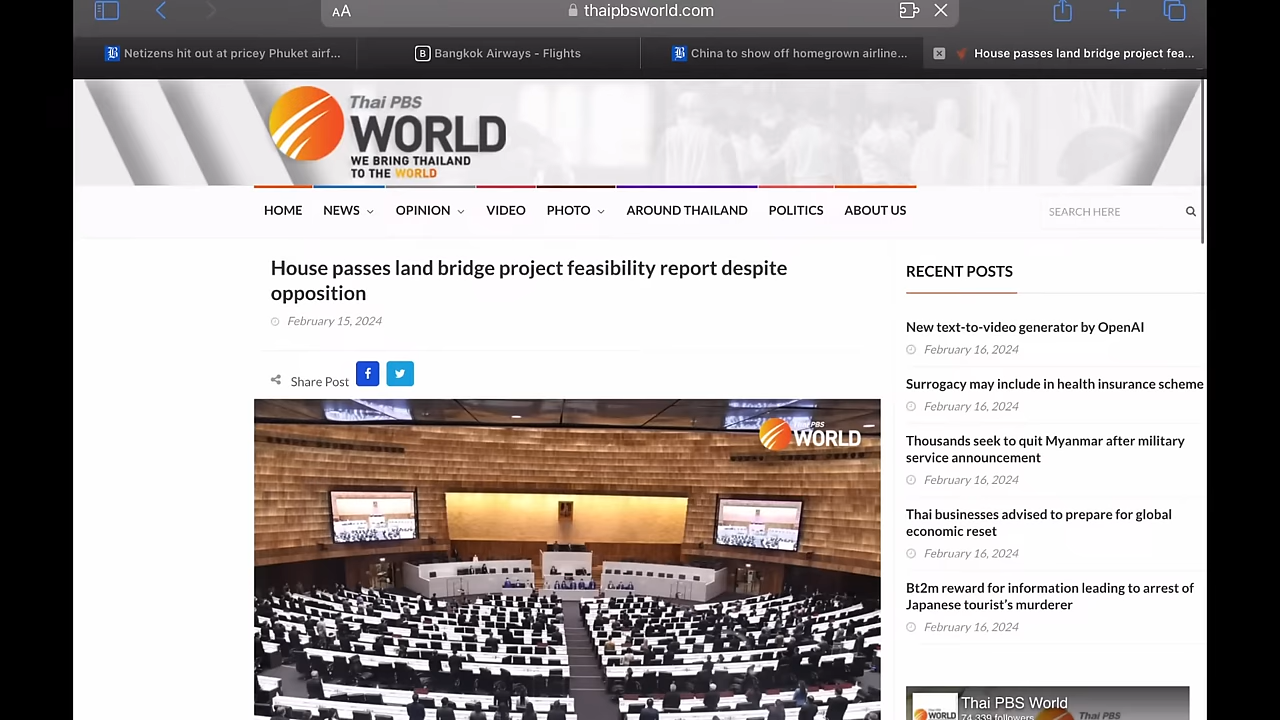 AA
thaipbsworld.com
Netizens hit out at pricey Phuket airf...
B
Bangkok Airways - Flights
China to show off homegrown airline...
House passes land bridge project fea...
Thai PBS
WORLD
WE BRING THAILAND
TO THE WORLD
HOME
NEWS
OPINION
VIDEO
PHOTO
AROUND THAILAND
POLITICS
ABOUT US
SEARCH HERE
House passes land bridge project feasibility report despite
opposition
February 15, 2024
Share Post
Thai PBS
WORLD
RECENT POSTS
New text-to-video generator by OpenAI
February 16, 2024
Surrogacy may include in health insurance scheme
February 16, 2024
Thousands seek to quit Myanmar after military
service announcement
February 16, 2024
Thai businesses advised to prepare for global
economic reset
February 16, 2024
Bt2m reward for information leading to arrest of
Japanese tourist's murderer
February 16, 2024
WORLD
Thai PBS World
74,339 followers